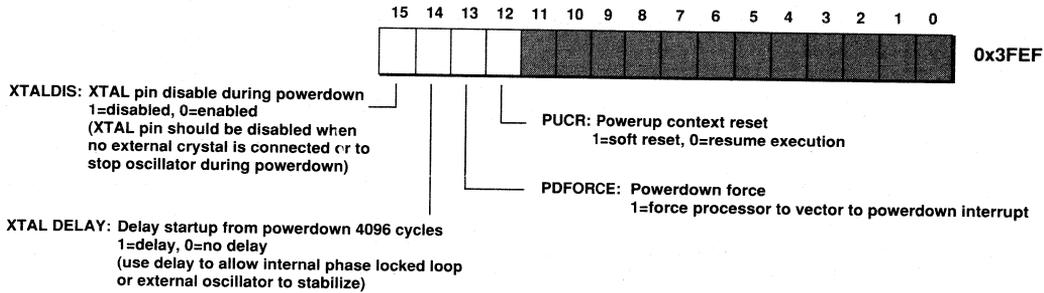 15 14 13 12 11 10 9 8 7 6 5 4 3 2 1 0
0x3FEF
XTALDIS: XTAL pin disable during powerdown
1=disabled, 0=enabled
(XTAL pin should be disabled when
no external crystal is connected or to
stop oscillator during powerdown)
PUCR: Powerup context reset
1=soft reset, 0=resume execution
PDFORCE: Powerdown force
1=force processor to vector to powerdown interrupt
XTAL DELAY: Delay startup from powerdown 4096 cycles
1=delay, 0=no delay
(use delay to allow internal phase locked loop
or external oscillator to stabilize)